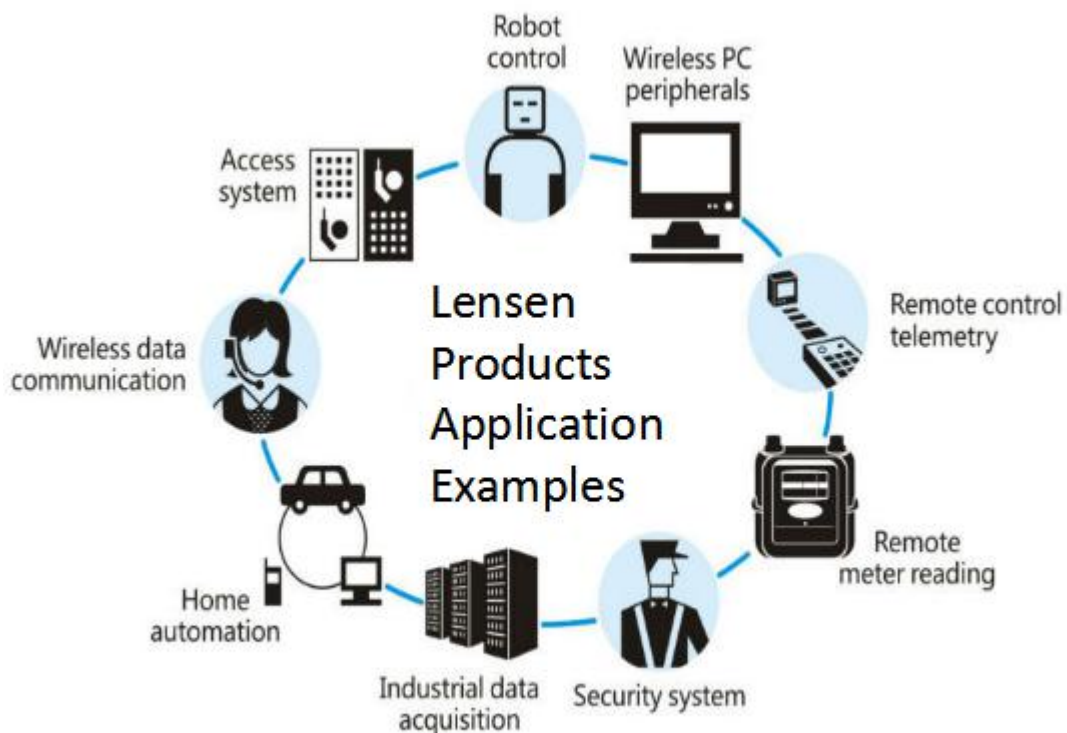 Robot
control
Wireless PC
peripherals
Access
system
Remote control
telemetry
Wireless data
communication
Lensen
Products
Application
Examples
Remote
meter reading
Home
automation
Industrial data
acquisition
Security system